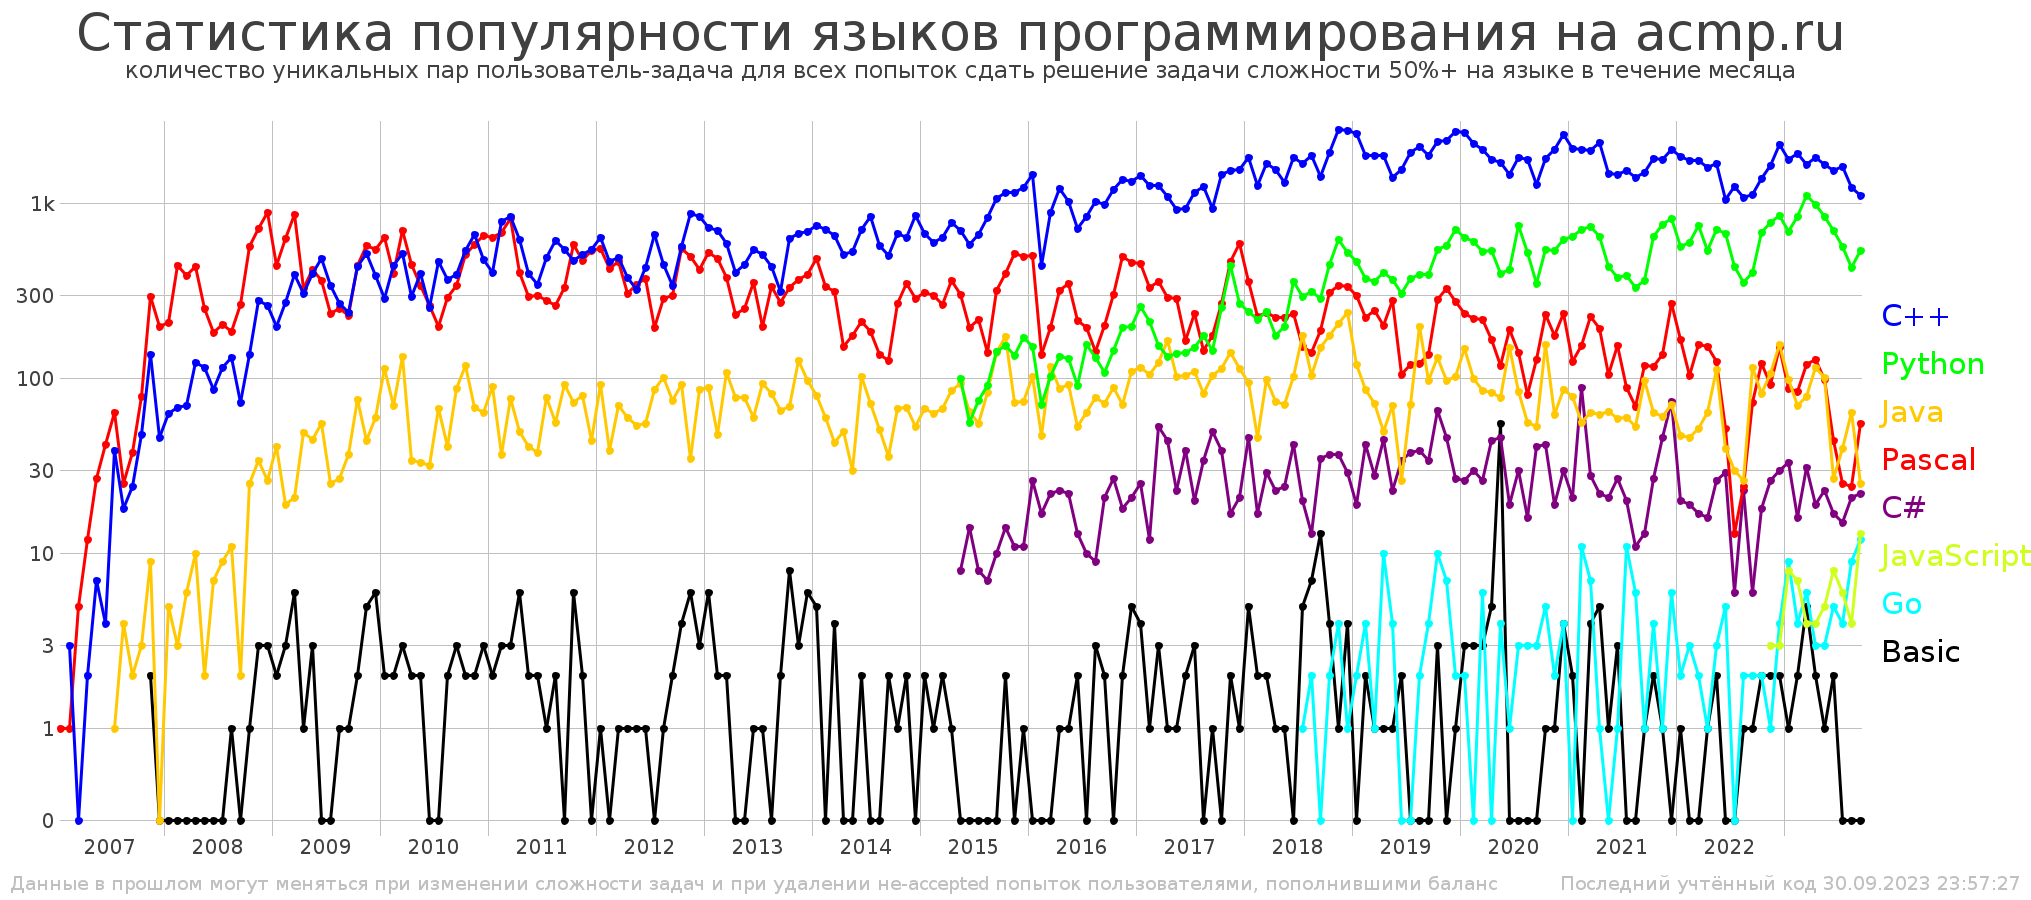 Статистика популярности языков программирования на acmp.ru
количество уникальных пар пользователь-задача для всех попыток сдать решение задачи сложности 50%+ на языке в течение месяца
1k
300
100
30
10
3
1
0
C++
Python
Java
Pascal
C#
JavaScript
Go
Basic
2007 2008 2009 2010 2011 2012 2013 2014 2015 2016 2017 2018 2019 2020 2021 2022
Данные в прошлом могут меняться при изменении сложности задач и при удалении не-accepted попыток пользователями, пополнившими баланс
Последний учтённый код 30.09.2023 23:57:27